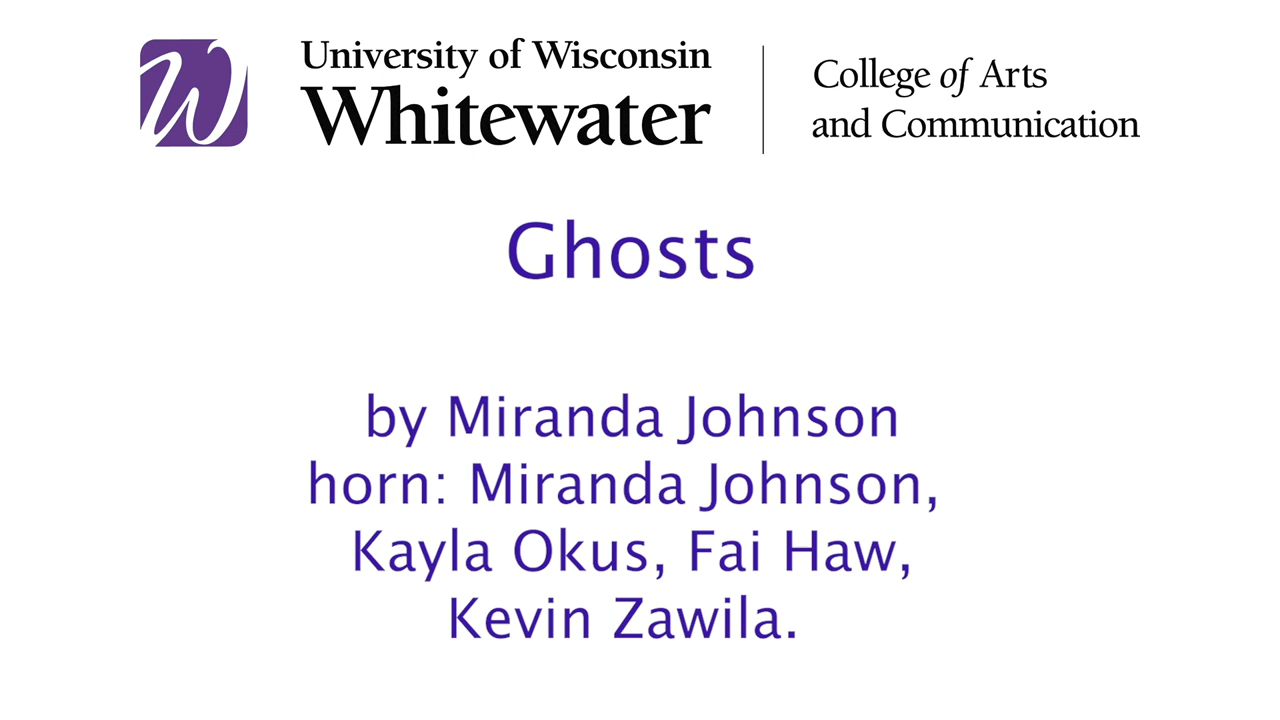 University of Wisconsin
Whitewater
College of Arts
and Communication
Ghosts
by Miranda Johnson
horn: Miranda Johnson,
Kayla Okus, Fai Haw,
Kevin Zawila.